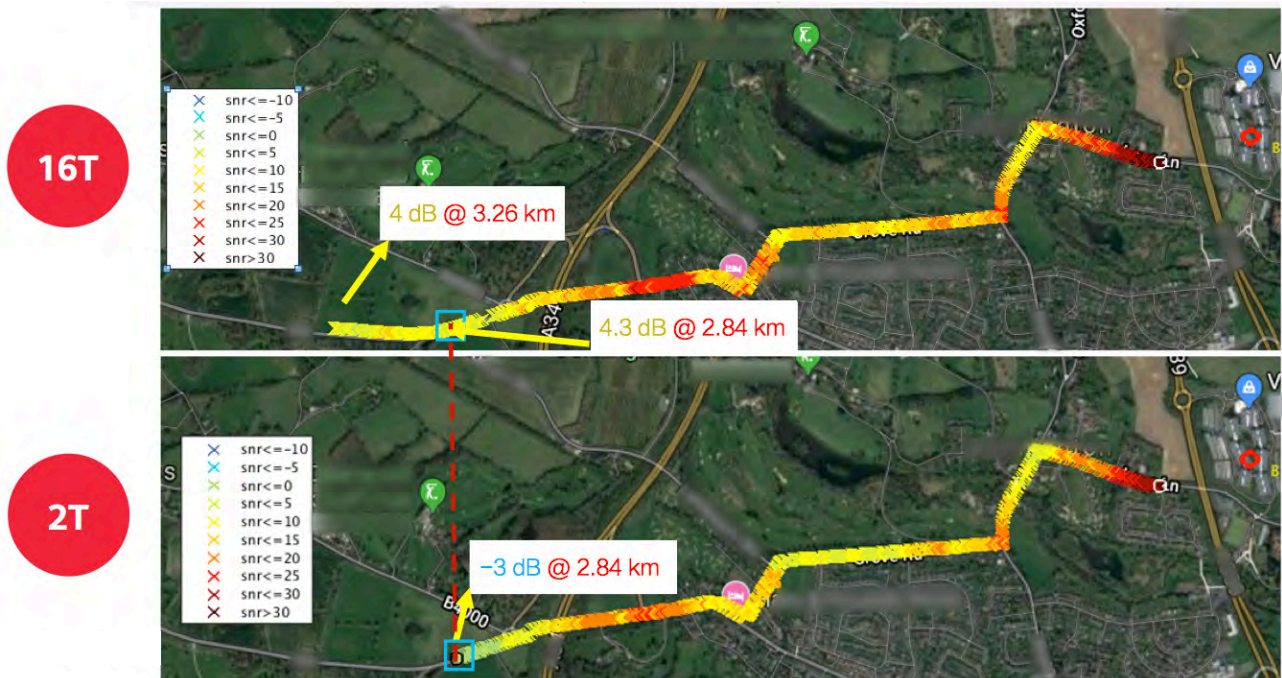 16T
snr<=-10
snr<=-5
snr<=0
snr<=5
snr<=10
snr<=15
snr<=20
snr<=25
snr<=30
snr>30
4 dB @ 3.26 km
4.3 dB @ 2.84 km
A34
V
B
2T
snr<=-10
snr<=-5
snr<=0
snr<=5
snr<=10
snr<=15
snr<=20
snr<=25
snr<=30
snr>30
S
-3 dB @ 2.84 km
B4000
V
B